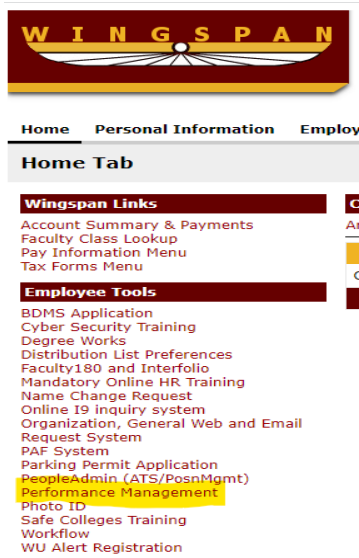 WINGSPAN
Home Personal Information Employ
Home Tab
Wingspan Links
Account Summary & Payments
Faculty Class Lookup
Pay Information Menu
Tax Forms Menu
Employee Tools
BDMS Application
Cyber Security Training
Degree Works
Distribution List Preferences
Faculty180 and Interfolio
Mandatory Online HR Training
Name Change Request
Online I9 inquiry system
Organization, General Web and Email
Request System
PAF System
Parking Permit Application
PeopleAdmin (ATS/PosnMgmt)
Performance Management
Photo ID
Safe Colleges Training
Workflow
WU Alert Registration